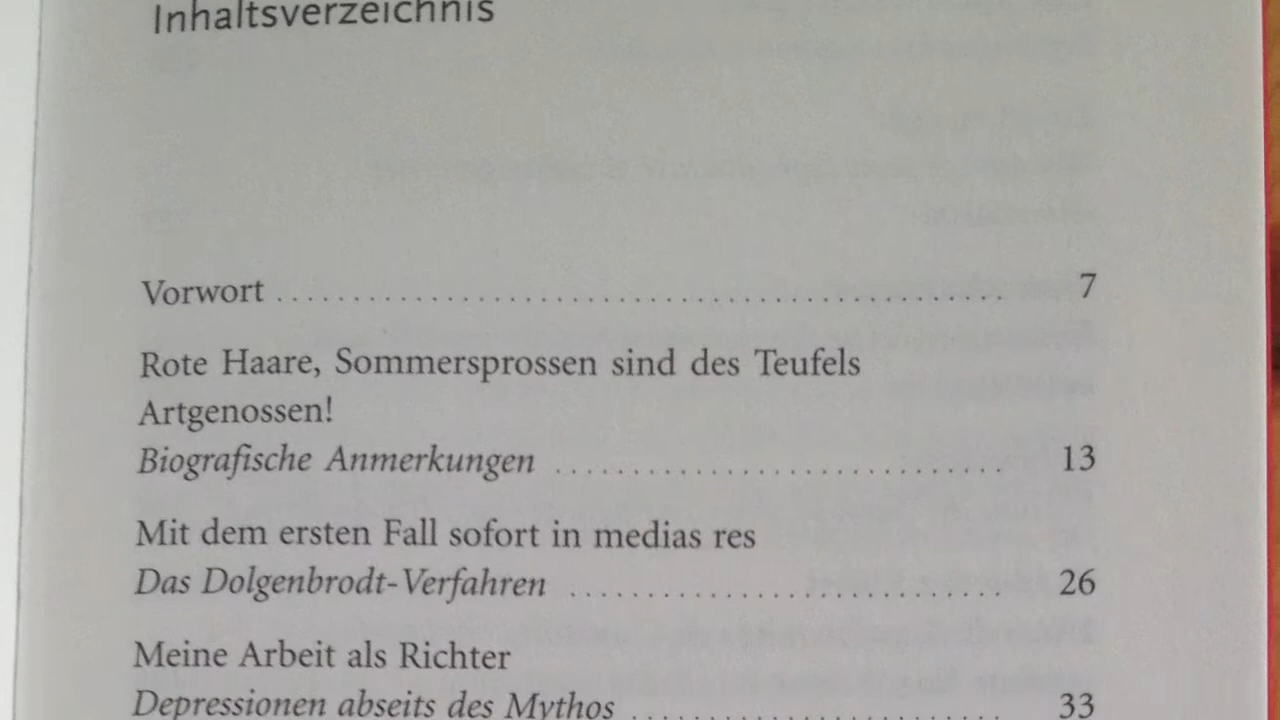 Inhaltsverzeichnis
Vorwort ........................................ 7
Rote Haare, Sommersprossen sind des Teufels
Artgenossen!
Biografische Anmerkungen ............................ 13
Mit dem ersten Fall sofort in medias res
Das Dolgenbrodt-Verfahren ........................... 26
Meine Arbeit als Richter
Depressionen abseits des Mythos ....................... 33